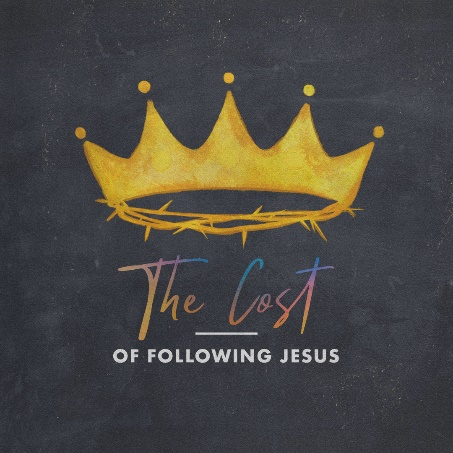 The Cost
OF FOLLOWING JESUS